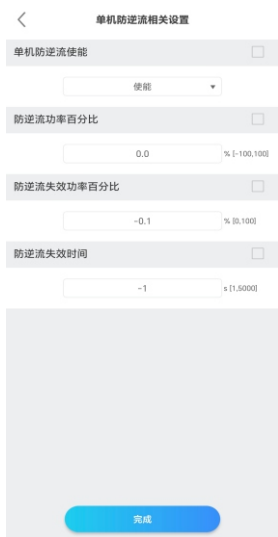 单机防逆流相关设置
单机防逆流使能
使能
防逆流功率百分比
0.0 % [-100,100]
防逆流失效功率百分比
-0.1 % [0,100]
防逆流失效时间
-1 s [1,5000]
完成